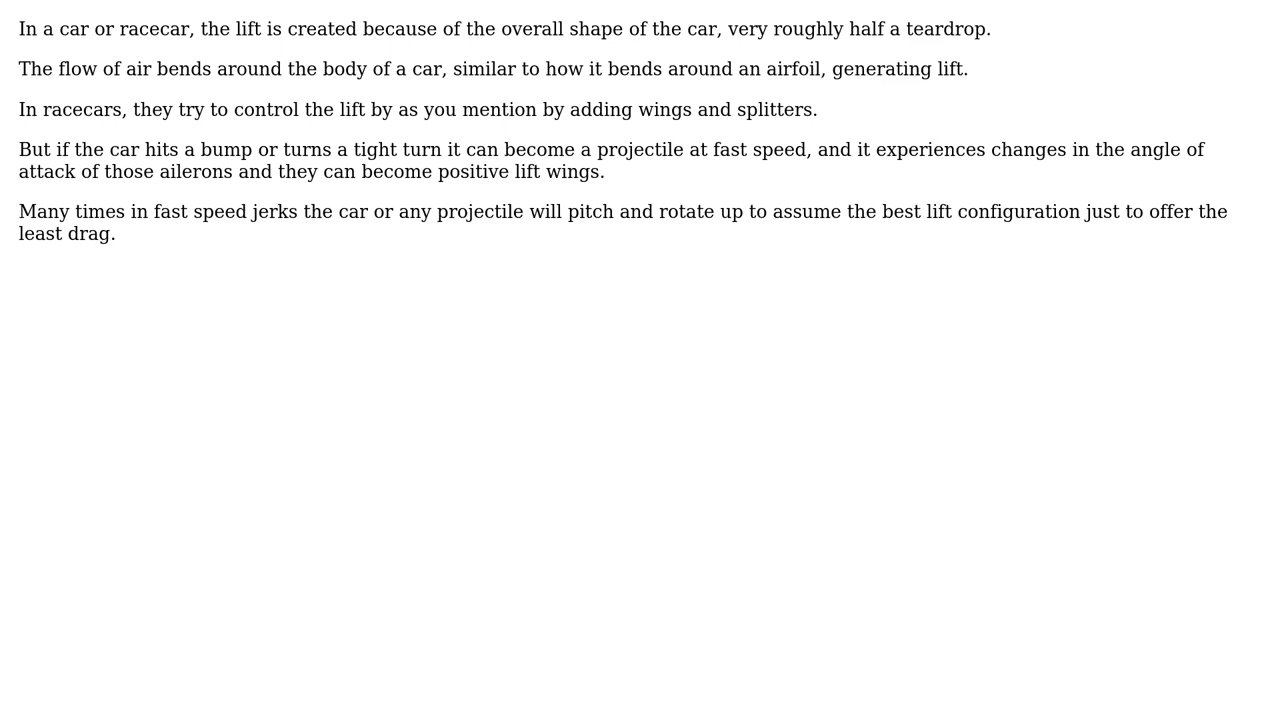 In a car or racecar, the lift is created because of the overall shape of the car, very roughly half a teardrop.
The flow of air bends around the body of a car, similar to how it bends around an airfoil, generating lift.
In racecars, they try to control the lift by as you mention by adding wings and splitters.
But if the car hits a bump or turns a tight turn it can become a projectile at fast speed, and it experiences changes in the angle of
attack of those ailerons and they can become positive lift wings.
Many times in fast speed jerks the car or any projectile will pitch and rotate up to assume the best lift configuration just to offer the
least drag.